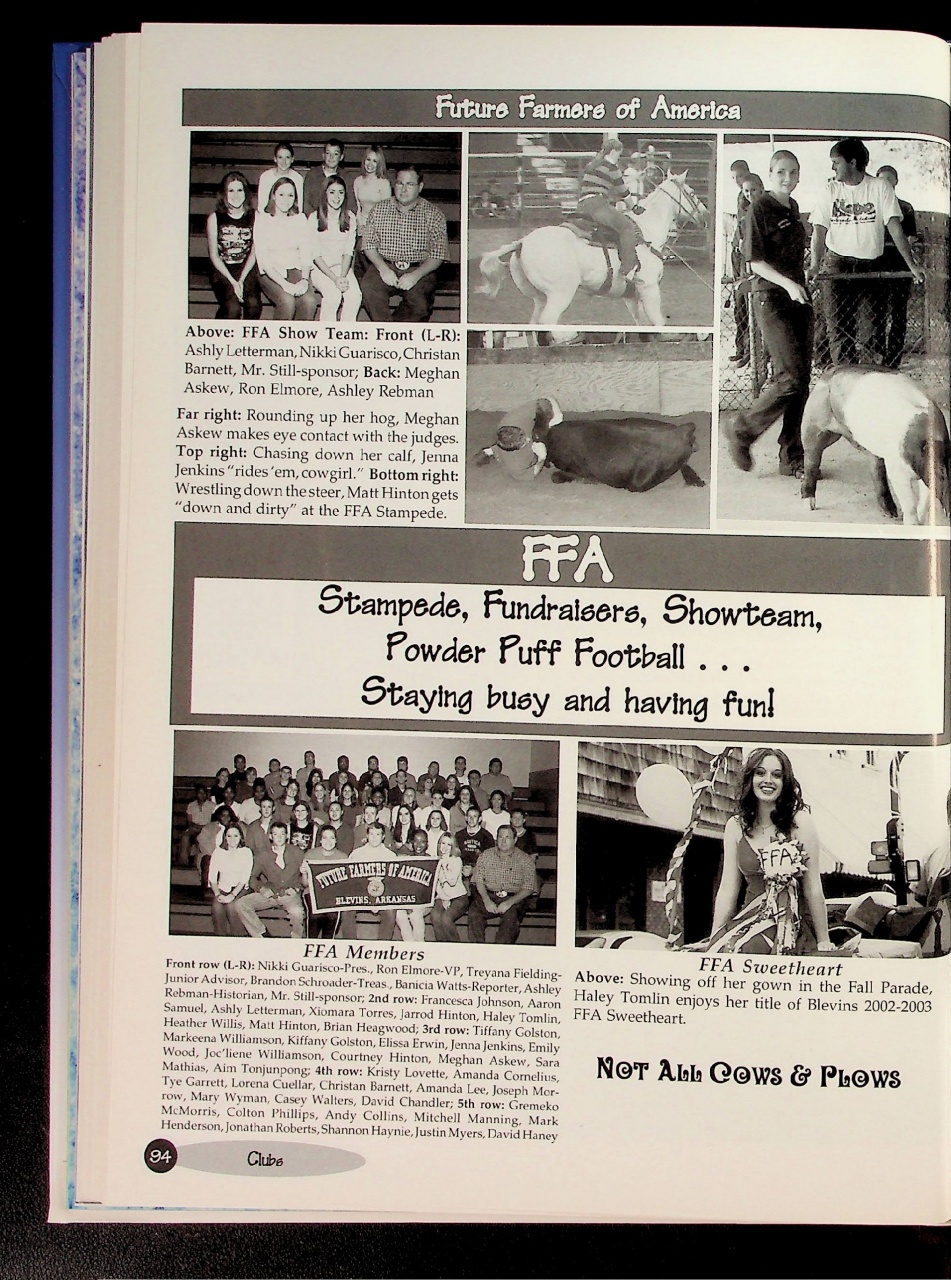 Future Farmers of America
Above: FFA Show Team: Front (L-R):
Ashly Letterman, Nikki Guarisco, Christan
Barnett, Mr. Still-sponsor; Back: Meghan
Askew, Ron Elmore, Ashley Rebman
Far right: Rounding up her hog, Meghan
Askew makes eye contact with the judges.
Top right: Chasing down her calf, Jenna
Jenkins "rides 'em, cowgirl." Bottom right:
Wrestling down the steer, Matt Hinton gets
"down and dirty" at the FFA Stampede.
Hope
FFA
Stampede, Fundraisers, Showteam,
Powder Puff Football . . .
Staying busy and having fun!
FUTURE FARMERS OF AMERICA
BLEVINS, ARKANSAS
FFA
FFA Members
Front row (L-R): Nikki Guarisco-Pres., Ron Elmore-VP, Treyana Fielding-
Junior Advisor, Brandon Schroader-Treas., Banicia Watts-Reporter, Ashley
Rebman-Historian, Mr. Still-sponsor; 2nd row: Francesca Johnson, Aaron
Samuel, Ashly Letterman, Xiomara Torres, Jarrod Hinton, Haley Tomlin,
Heather Willis, Matt Hinton, Brian Heagwood; 3rd row: Tiffany Golston,
Markeena Williamson, Kiffany Golston, Elissa Erwin, Jenna Jenkins, Emily
Wood, Joc'liene Williamson, Courtney Hinton, Meghan Askew, Sara
Mathias, Aim Tonjunpong; 4th row: Kristy Lovette, Amanda Cornelius,
Tye Garrett, Lorena Cuellar, Christan Barnett, Amanda Lee, Joseph Mor-
row, Mary Wyman, Casey Walters, David Chandler; 5th row: Gremeko
McMorris, Colton Phillips, Andy Collins, Mitchell Manning, Mark
Henderson, Jonathan Roberts, Shannon Haynie, Justin Myers, David Haney
FFA Sweetheart
Above: Showing off her gown in the Fall Parade,
Haley Tomlin enjoys her title of Blevins 2002-2003
FFA Sweetheart.
NOT ALL COWS & PLOWS
94
Clubs